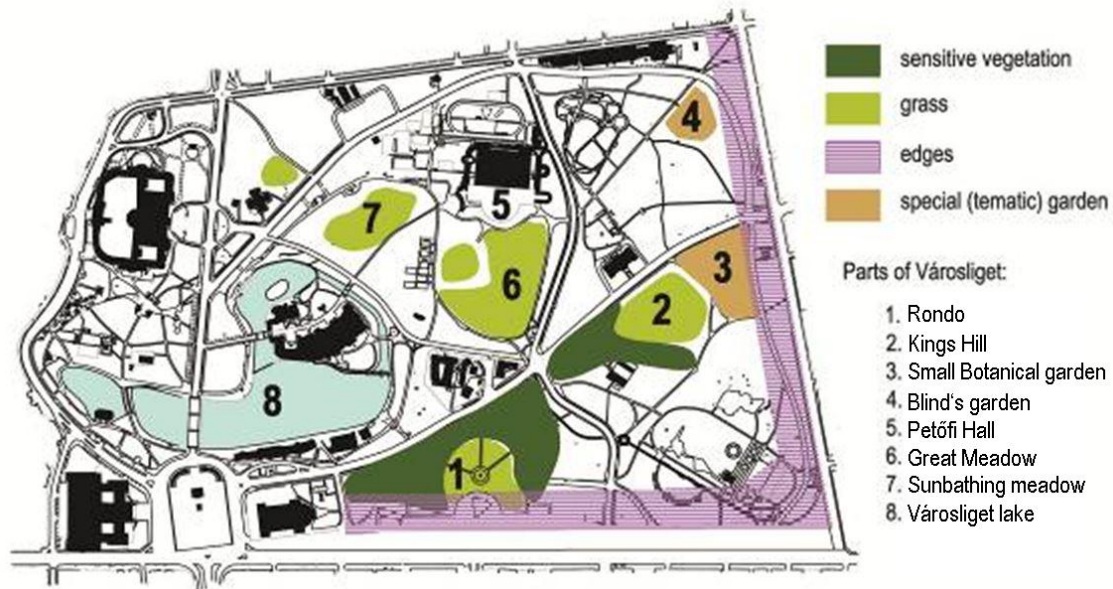 sensitive vegetation
grass
edges
special (tematic) garden
Parts of Városliget:
1. Rondo
2. Kings Hill
3. Small Botanical garden
4. Blind's garden
5. Petőfi Hall
6. Great Meadow
7. Sunbathing meadow
8. Városliget lake
4
5
7
3
6
2
8
1